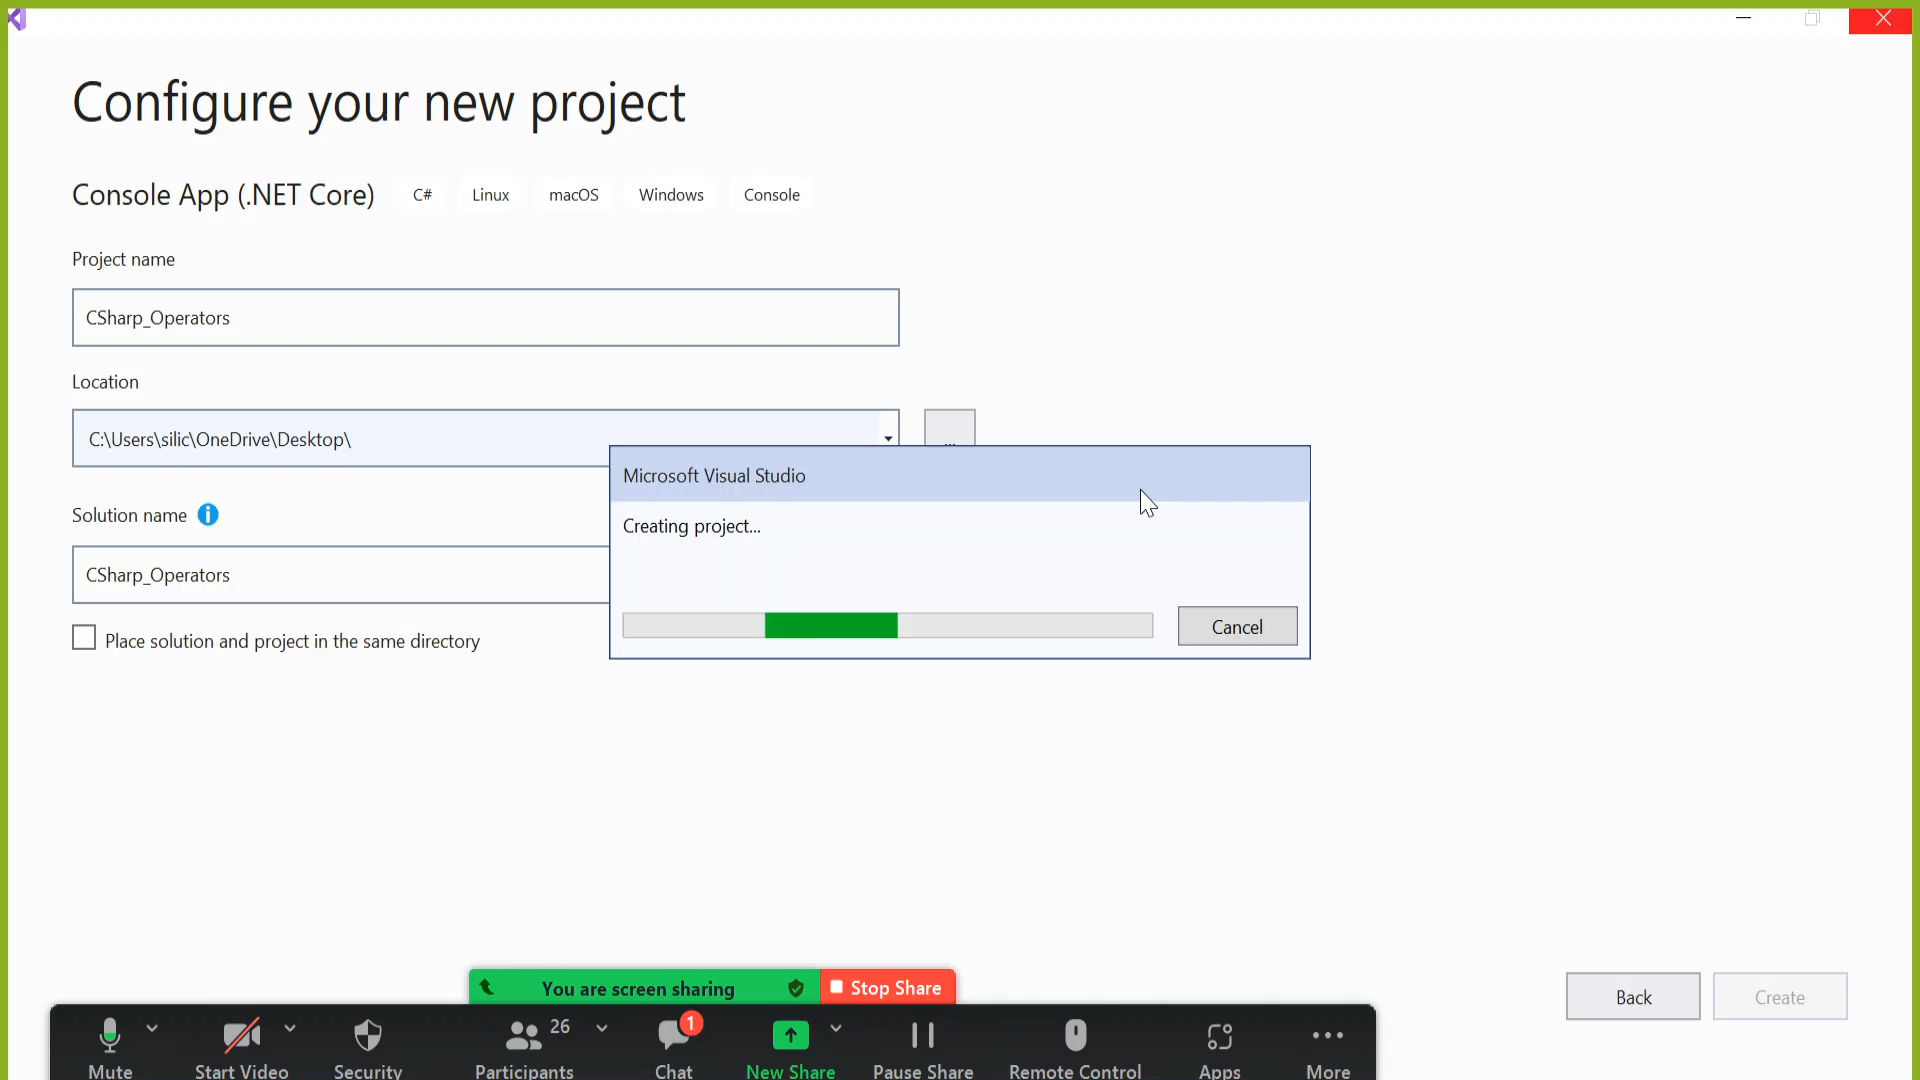 Configure your new project
Console App (.NET Core) C# Linux macOS Windows Console
Project name
CSharp_Operators
Location
C:\Users\silic\OneDrive\Desktop\
...
Microsoft Visual Studio
Creating project...
Cancel
Solution name
CSharp_Operators
Place solution and project in the same directory
Back
Create
You are screen sharing
Stop Share
26
1
Mute Start Video Security Participants Chat New Share Pause Share Remote Control Apps More